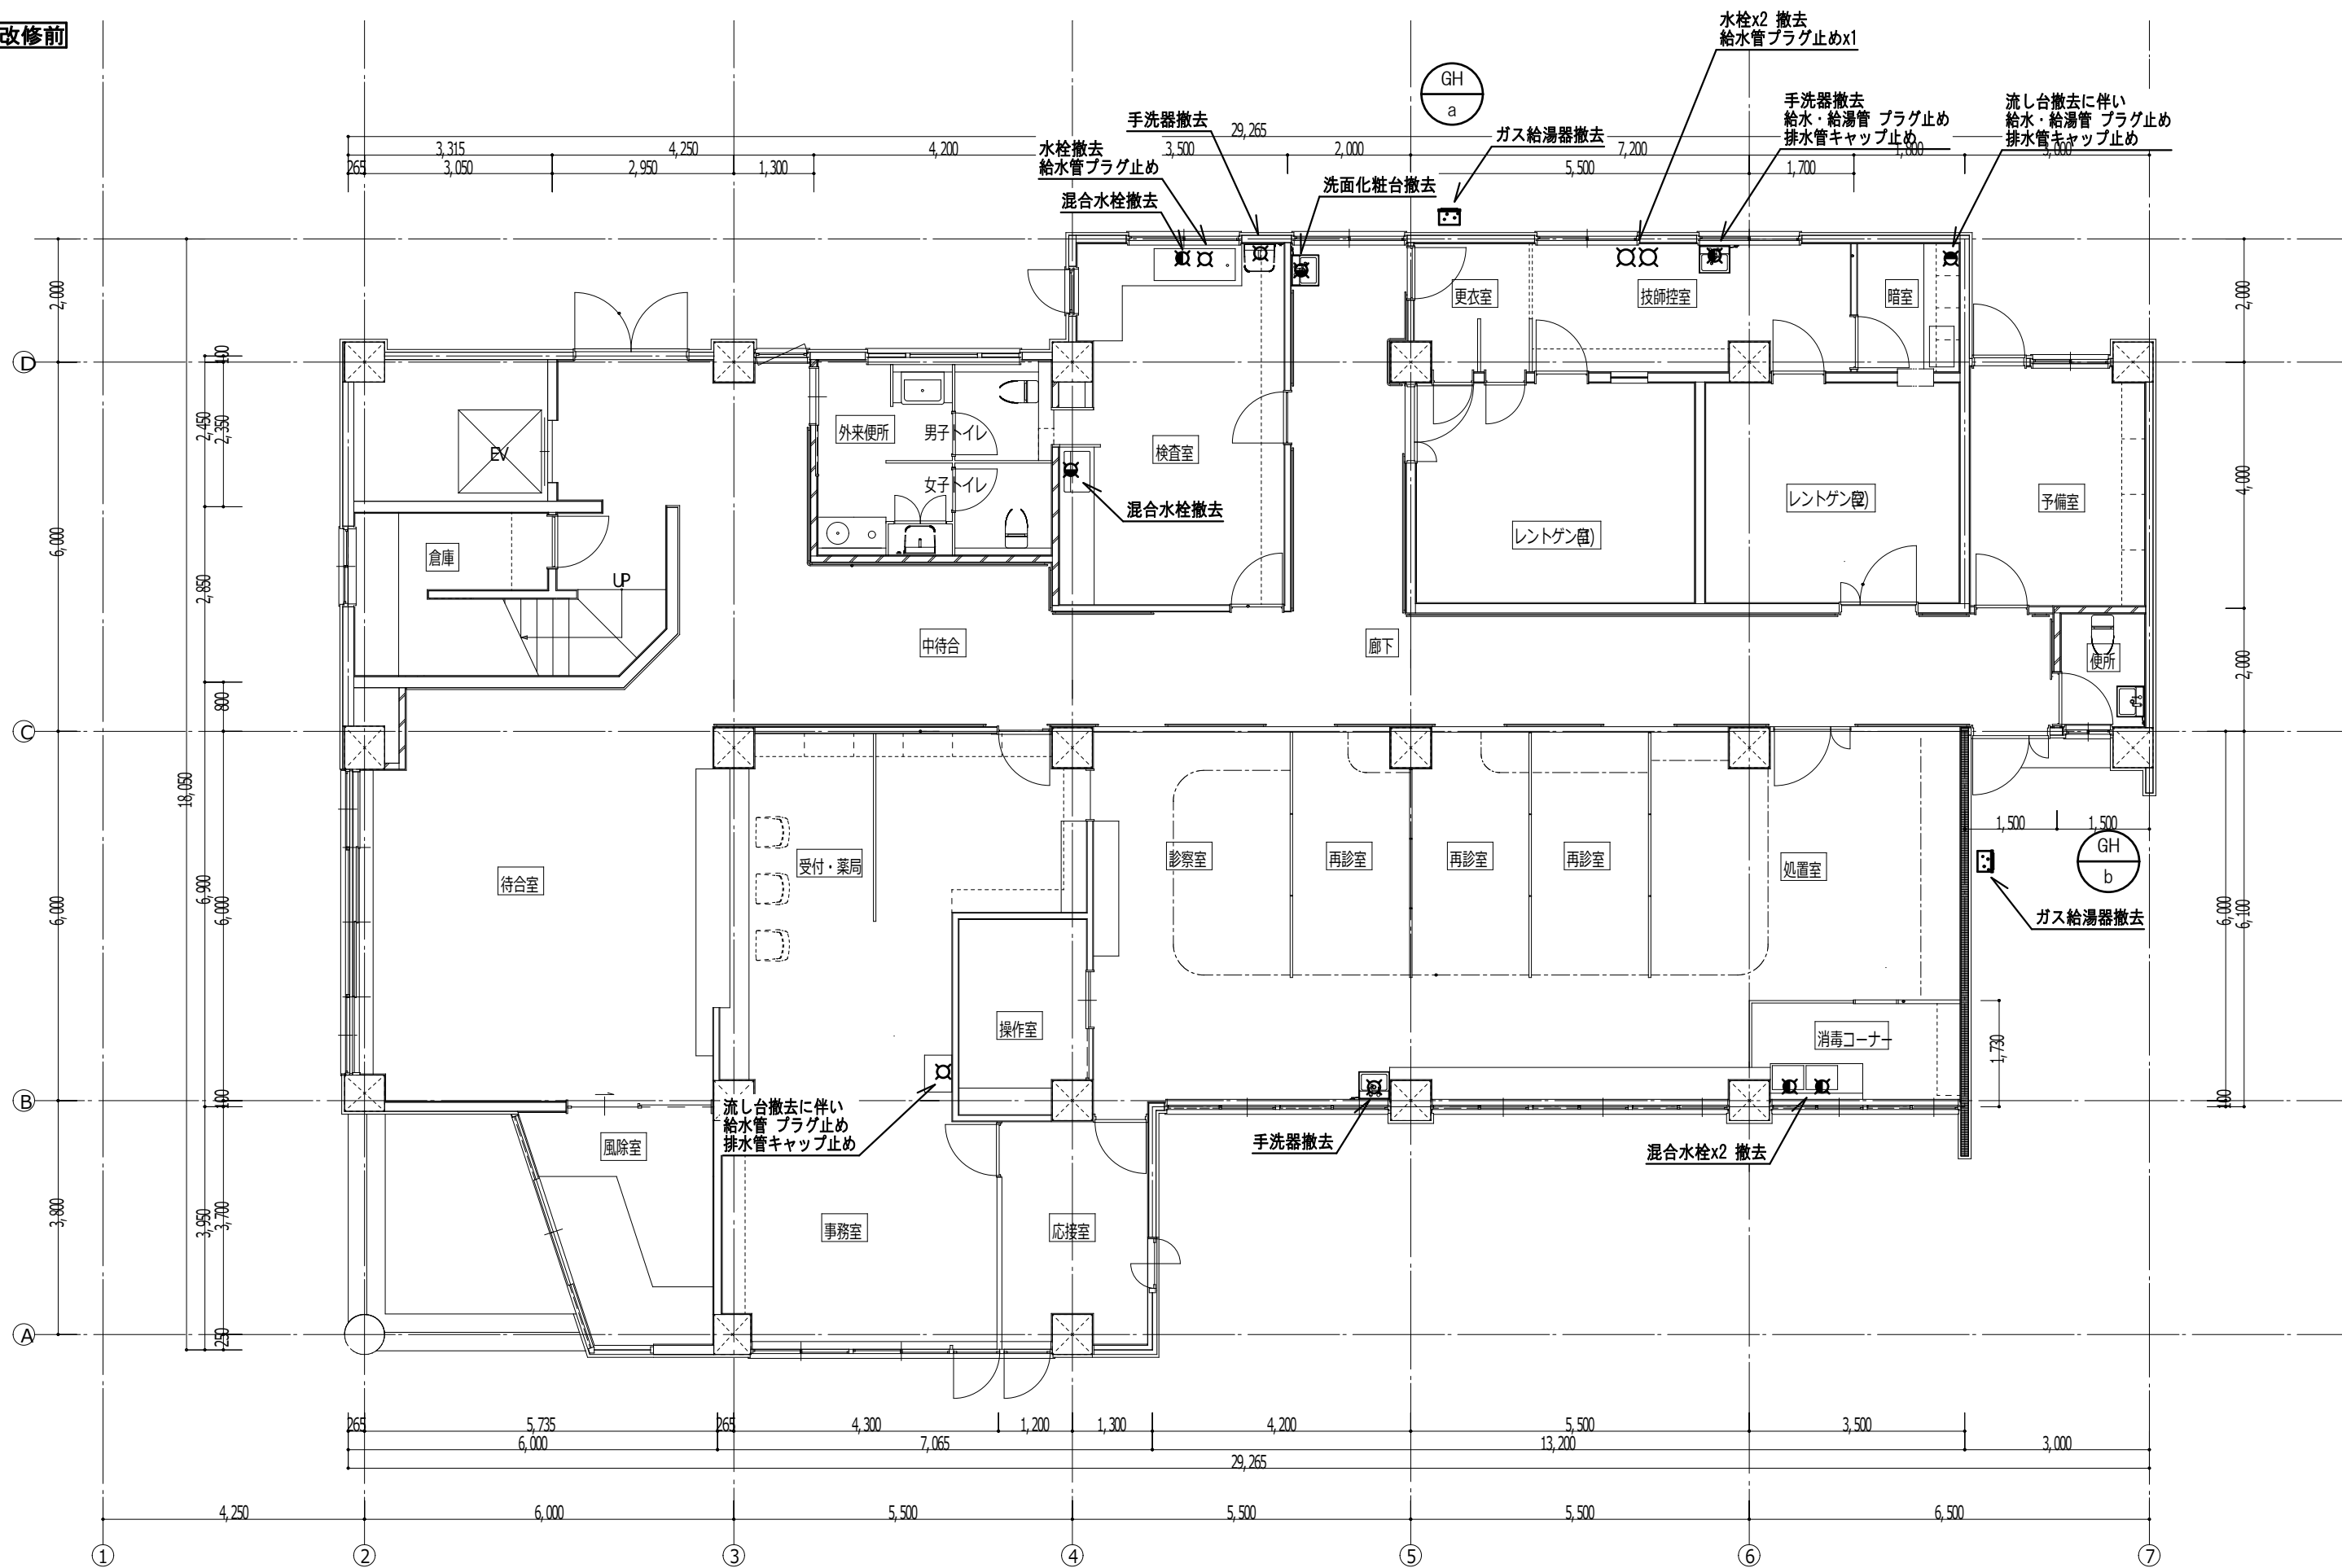 改修前
水栓x2 撤去
給水管プラグ止めx1
GH
a
手洗器撤去
給水・給湯管 プラグ止め
排水管キャップ止め
流し台撤去に伴い
給水・給湯管 プラグ止め
排水管キャップ止め
手洗器撤去
29,265
ガス給湯器撤去
水栓撤去
給水管プラグ止め
3,315
4,250
4,200
3,500
2,000
7,200
1,800
3,000
265
3,050
2,950
1,300
5,500
1,700
洗面化粧台撤去
混合水栓撤去
2,000
2,000
更衣室
技師控室
暗室
D
100
2,450
2,350
外来便所
男子トイレ
検査室
EV
女子トイレ
4,000
レントゲン室(2)
予備室
混合水栓撤去
レントゲン室(1)
6,000
倉庫
UP
2,850
中待合
廊下
便所
2,000
800
C
18,050
1,500
1,500
GH
b
受付・薬局
診察室
再診室
再診室
再診室
処置室
待合室
6,000
6,900
6,000
6,000
6,100
ガス給湯器撤去
操作室
消毒コーナー
1,730
B
100
100
流し台撤去に伴い
給水管 プラグ止め
排水管キャップ止め
手洗器撤去
混合水栓x2 撤去
風除室
3,800
3,950
3,700
事務室
応接室
A
250
265
5,735
265
4,300
1,200
1,300
4,200
5,500
3,500
6,000
7,065
13,200
3,000
29,265
4,250
6,000
5,500
5,500
5,500
6,500
1
2
3
4
5
6
7